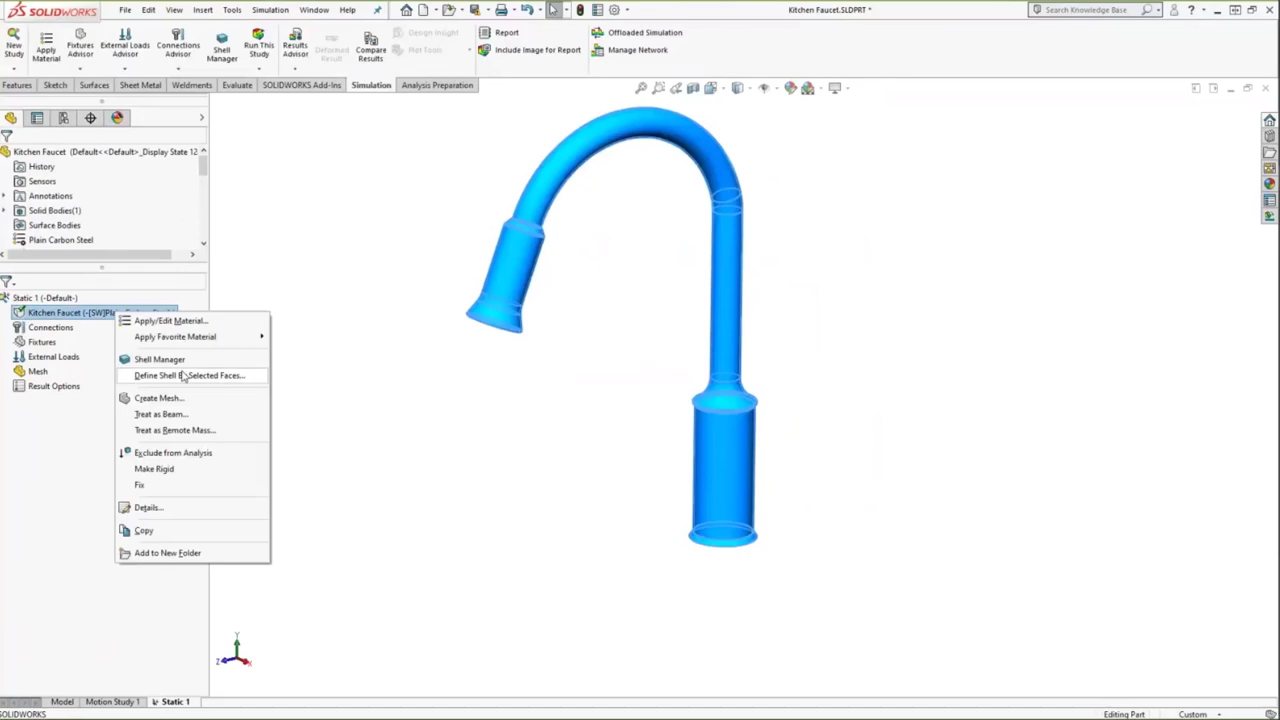 SOLIDWORKS
File Edit View Insert Tools Simulation Window Help
Kitchen Faucet.SLDPRT *
Search Knowledge Base
New Study
Apply Material
Fixtures Advisor
External Loads Advisor
Connections Advisor
Shell Manager
Run This Study
Results Advisor
Deformed Result
Compare Results
Design Insight
Plot Tools
Report
Include Image for Report
Offloaded Simulation
Manage Network
Features Sketch Surfaces Sheet Metal Weldments Evaluate SOLIDWORKS Add-Ins Simulation Analysis Preparation
Kitchen Faucet (Default<<Default>_Display State 12
History
Sensors
Annotations
Solid Bodies(1)
Surface Bodies
Plain Carbon Steel
Static 1 (-Default-)
Kitchen Faucet (-[SW]Pl
Connections
Fixtures
External Loads
Mesh
Result Options
Apply/Edit Material...
Apply Favorite Material
Shell Manager
Define Shell B Selected Faces...
Create Mesh...
Treat as Beam...
Treat as Remote Mass...
Exclude from Analysis
Make Rigid
Fix
Details...
Copy
Add to New Folder
Y
Z
X
Model Motion Study 1 Static 1
SOLIDWORKS
Editing Part
Custom